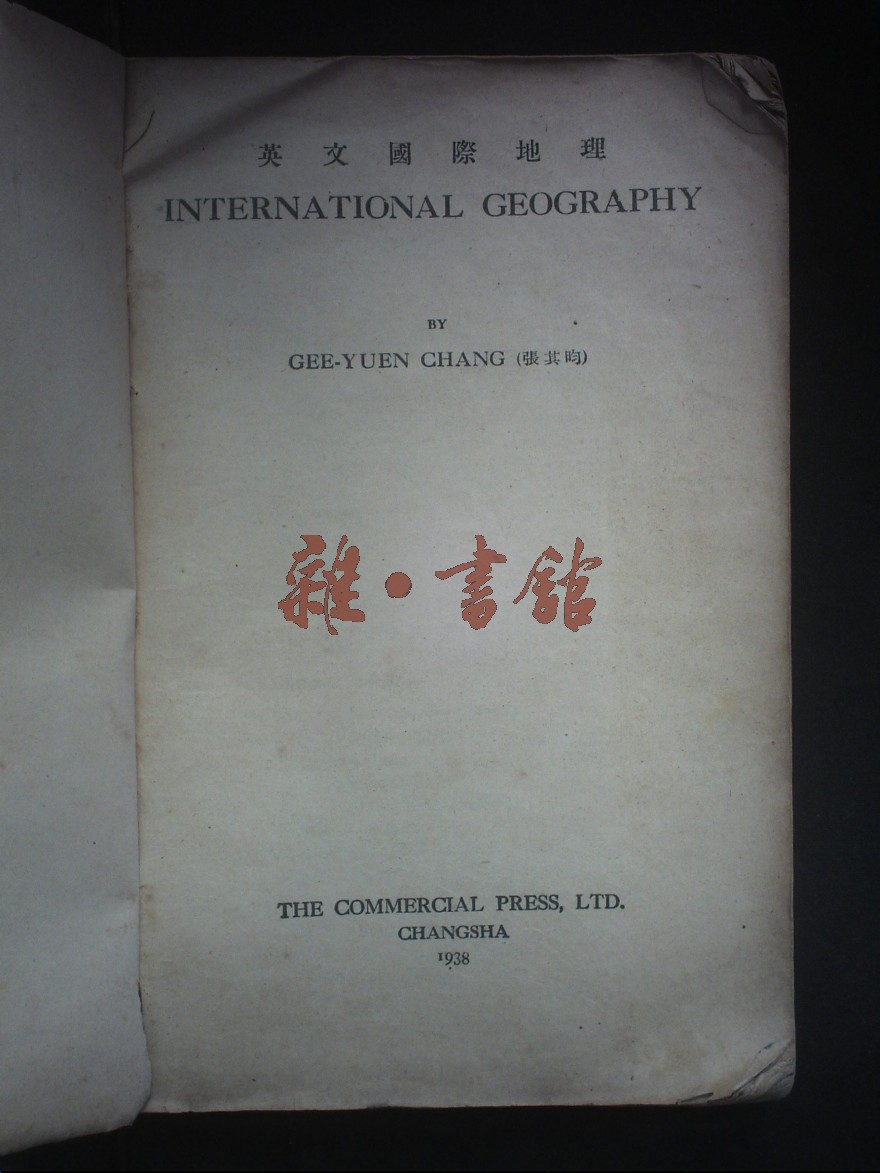 英文國際地理
INTERNATIONAL GEOGRAPHY
BY
GEE-YUEN CHANG (張其昀)
雜·書館
THE COMMERCIAL PRESS, LTD.
CHANGSHA
1938